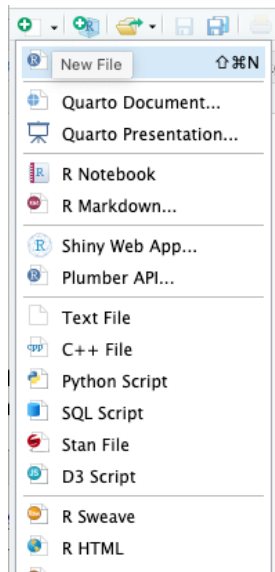 New File ⇧⌘N
Quarto Document...
Quarto Presentation...
R Notebook
R Markdown...
Shiny Web App...
Plumber API...
Text File
C++ File
Python Script
SQL Script
Stan File
D3 Script
R Sweave
R HTML